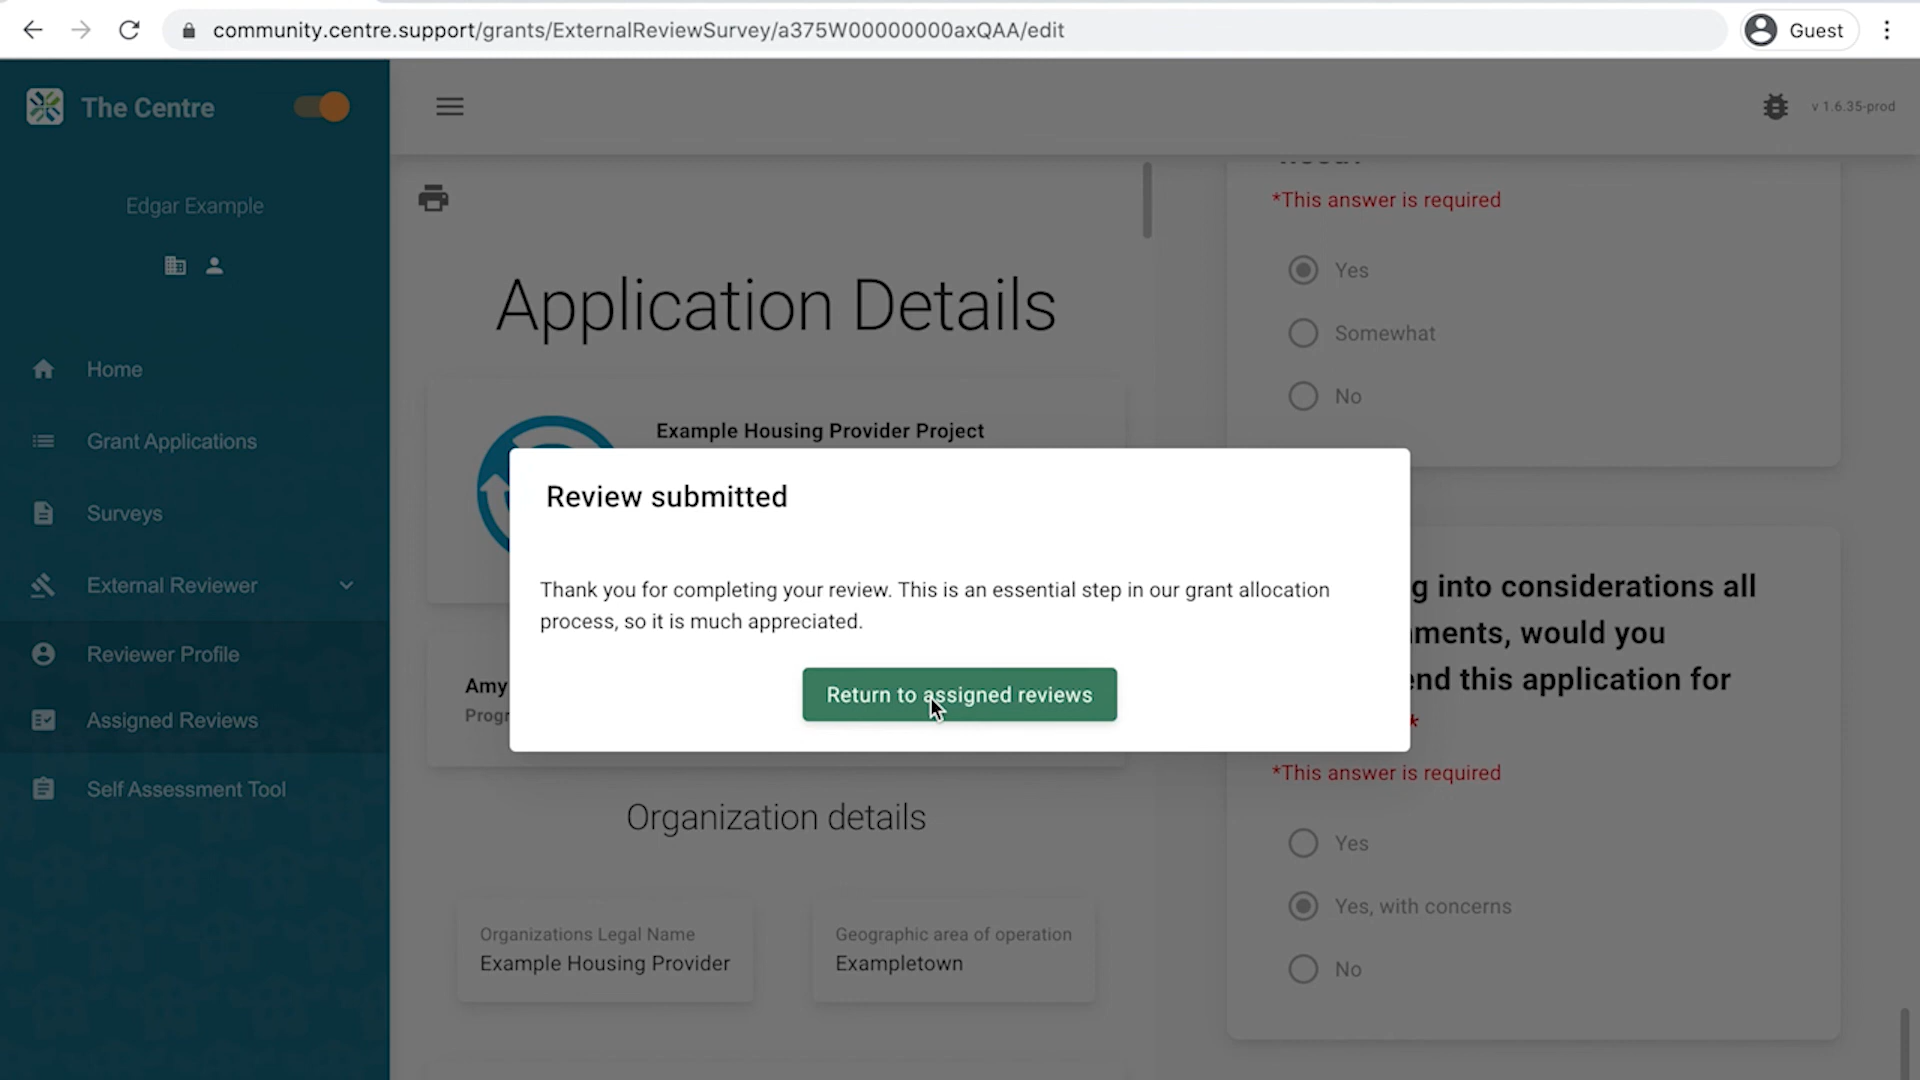 community.centre.support/grants/ExternalReviewSurvey/a375W00000000axQAA/edit
Guest
The Centre
v 1.6.35-prod
Edgar Example
Home
Grant Applications
Surveys
External Reviewer
Reviewer Profile
Assigned Reviews
Self Assessment Tool
Application Details
Example Housing Provider Project
Amy
Organization details
Organizations Legal Name
Example Housing Provider
Geographic area of operation
Exampletown
Review submitted
Thank you for completing your review. This is an essential step in our grant allocation
process, so it is much appreciated.
Return to assigned reviews
*This answer is required
Yes
Somewhat
No
into considerations all
would you
this application for
*
*This answer is required
Yes
Yes, with concerns
No